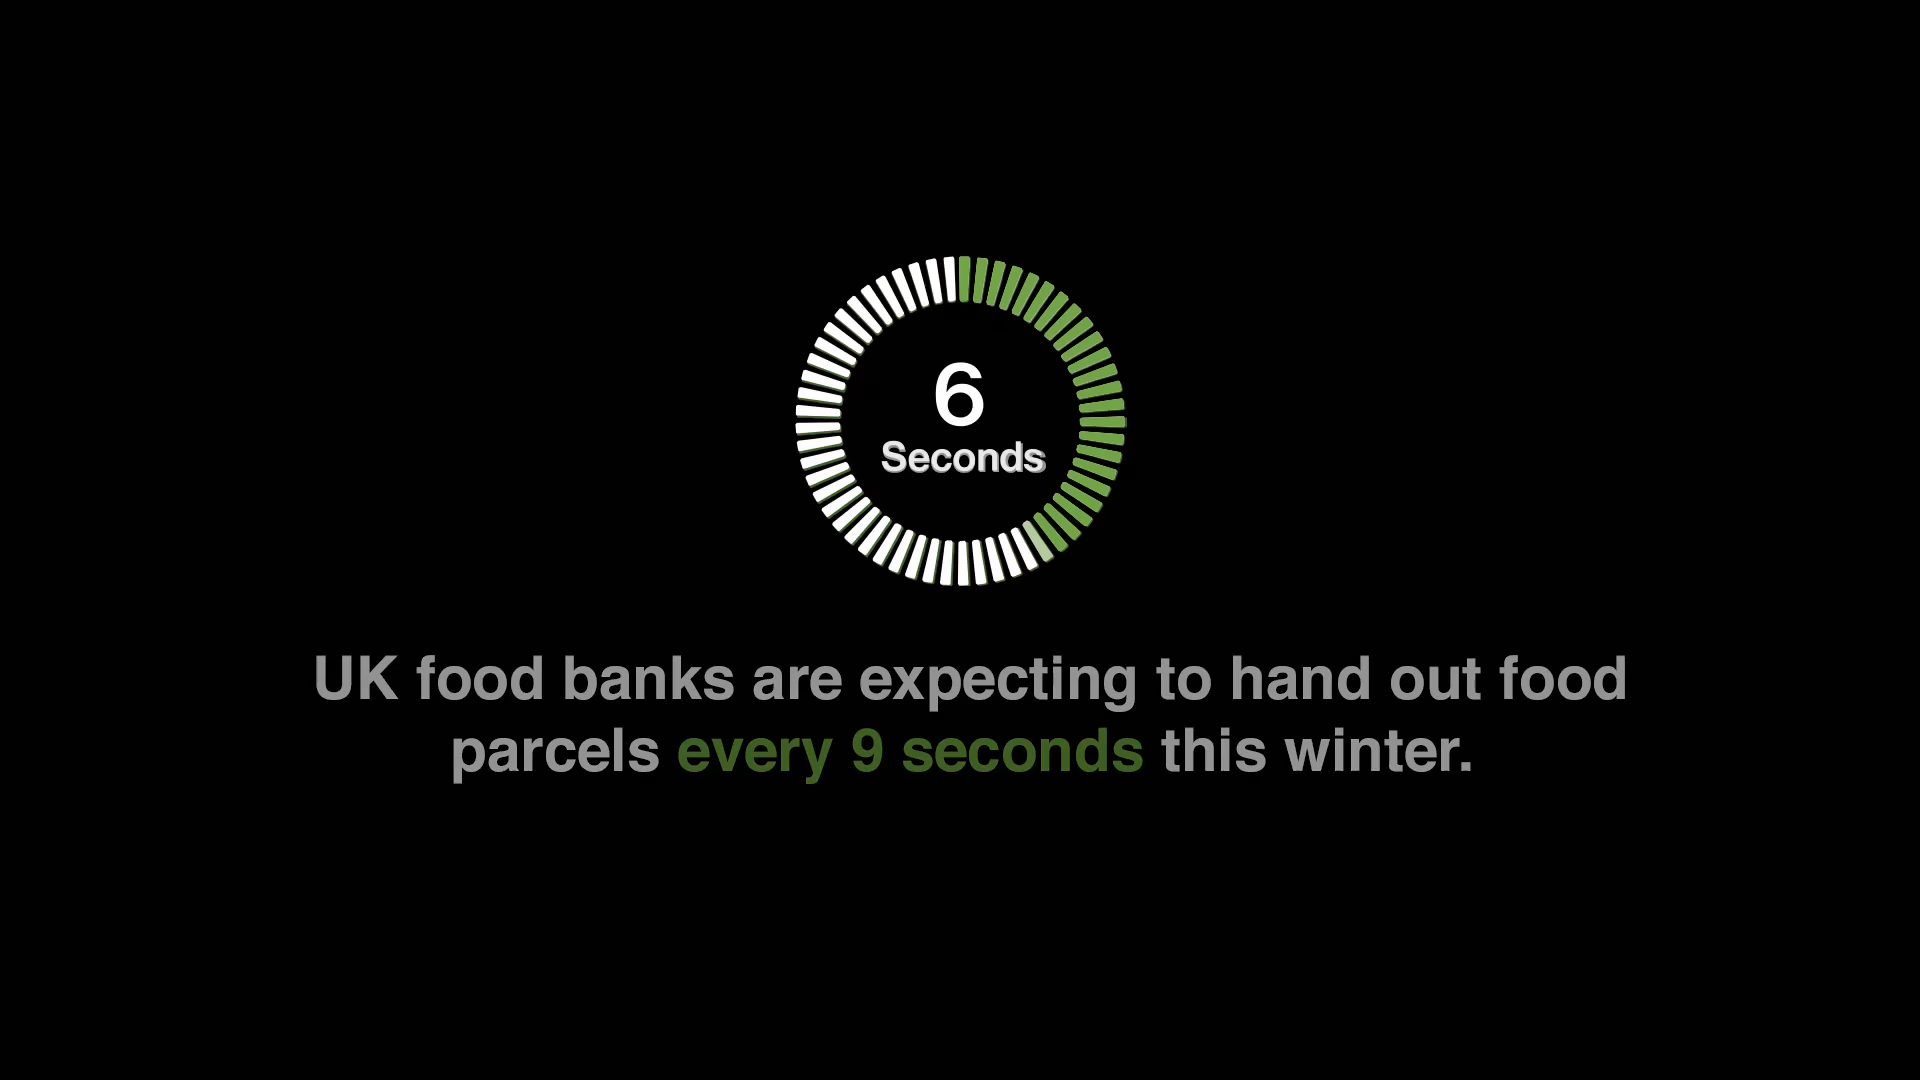 6
Seconds
UK food banks are expecting to hand out food
parcels every 9 seconds this winter.